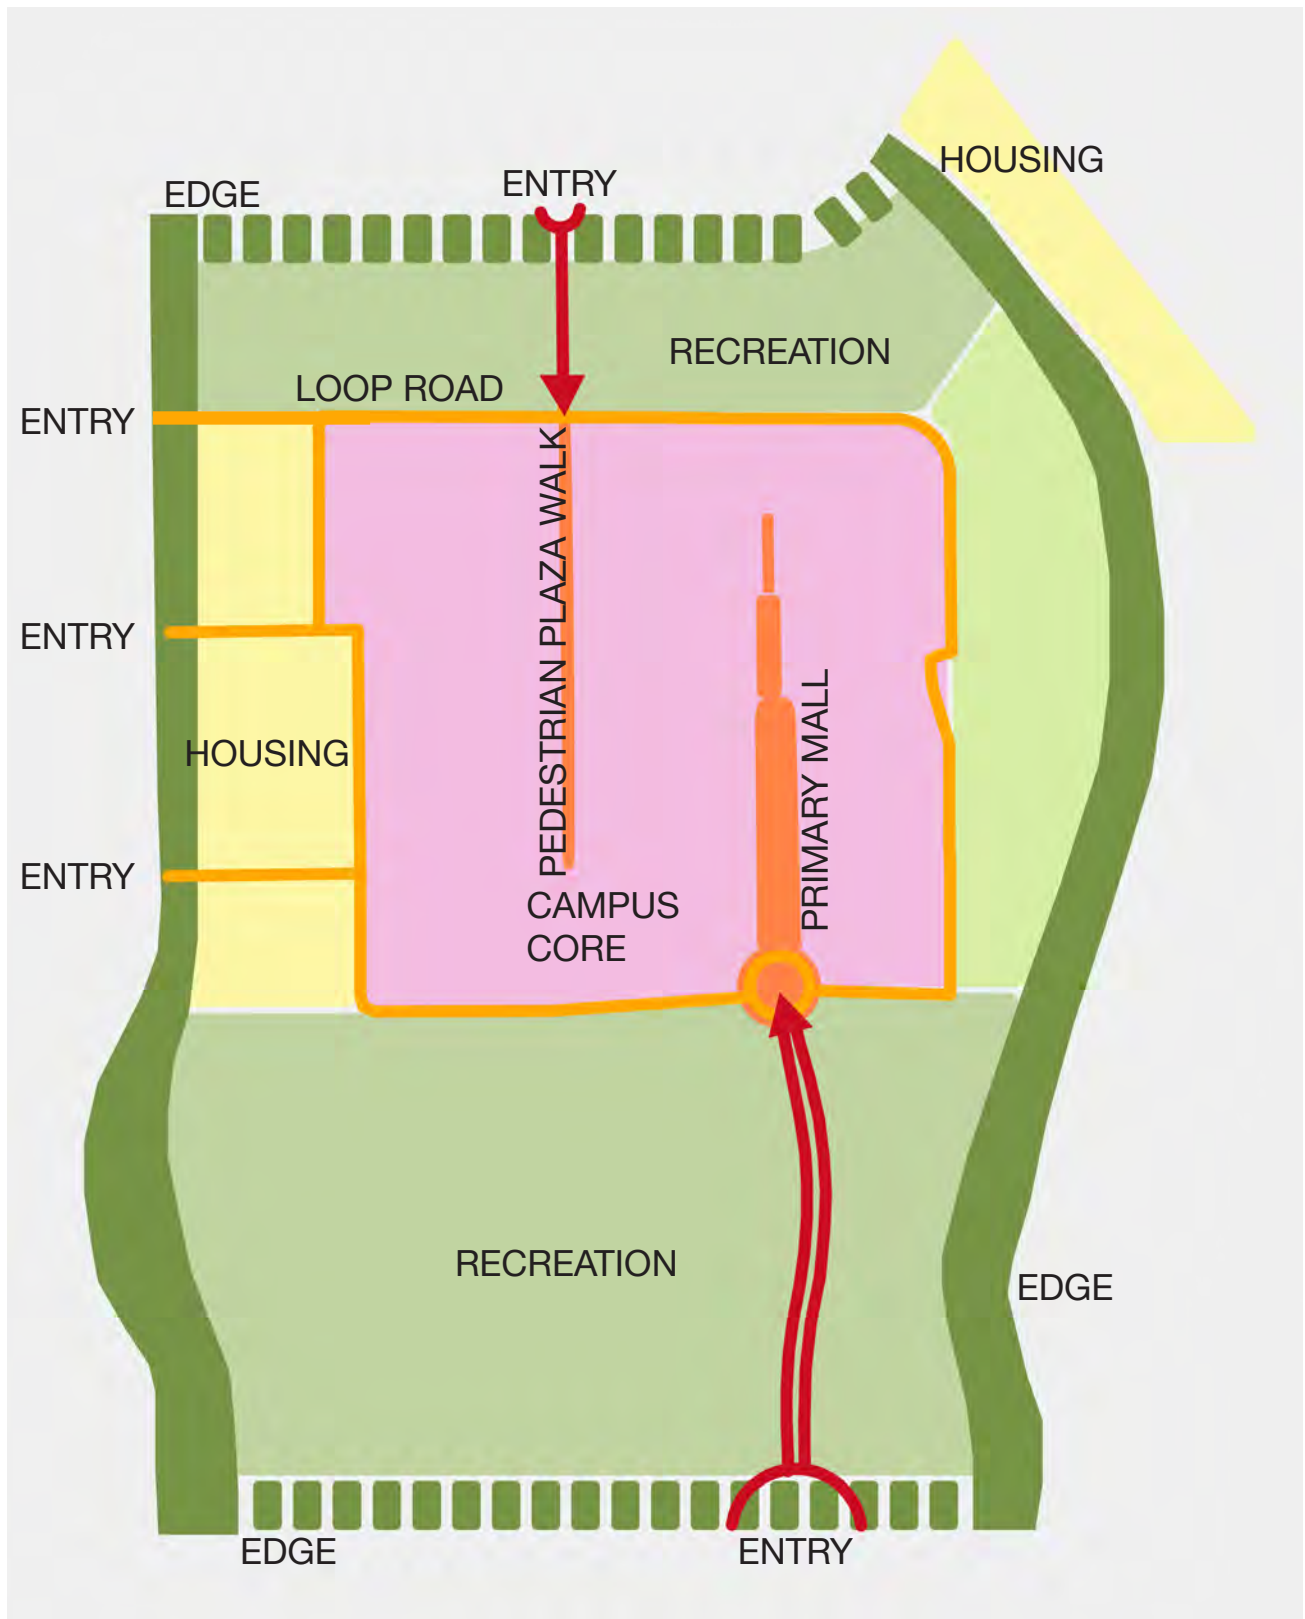 HOUSING
EDGE
ENTRY
RECREATION
LOOP ROAD
ENTRY
PEDESTRIAN PLAZA WALK
ENTRY
PRIMARY MALL
HOUSING
ENTRY
CAMPUS
CORE
RECREATION
EDGE
EDGE
ENTRY